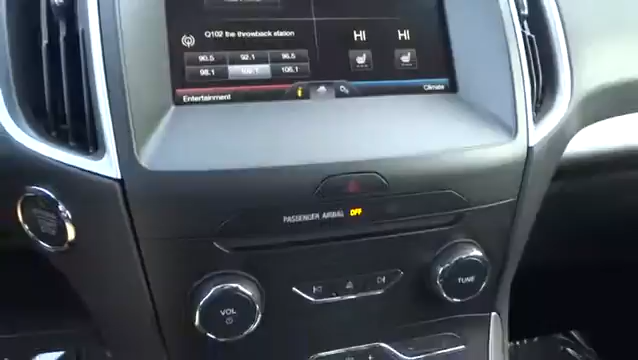 Q102 the throwback station
HI HI
90.5 92.1 96.5
98.1 106.1
Entertainment
Climate
PASSENGER AIRBAG OFF
VOL
TUNE